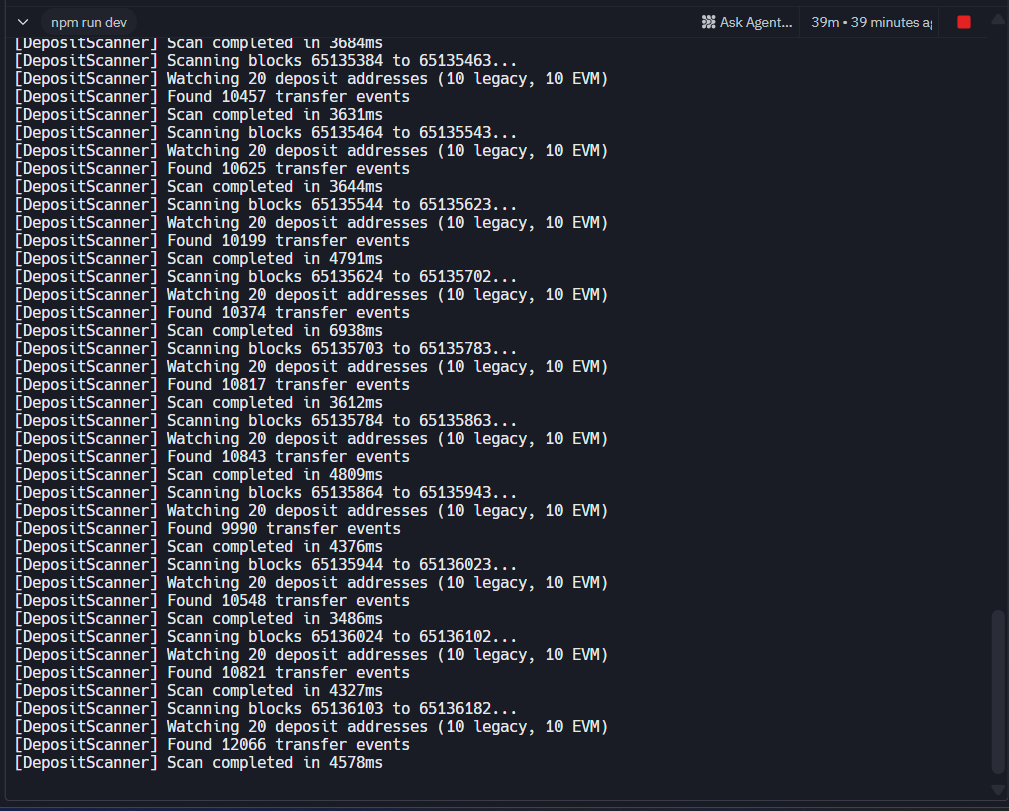 npm run dev
Ask Agent...
39m • 39 minutes a
[DepositScanner] Scan completed in 3684ms
[DepositScanner] Scanning blocks 65135384 to 65135463...
[DepositScanner] Watching 20 deposit addresses (10 legacy, 10 EVM)
[DepositScanner] Found 10457 transfer events
[DepositScanner] Scan completed in 3631ms
[DepositScanner] Scanning blocks 65135464 to 65135543...
[DepositScanner] Watching 20 deposit addresses (10 legacy, 10 EVM)
[DepositScanner] Found 10625 transfer events
[DepositScanner] Scan completed in 3644ms
[DepositScanner] Scanning blocks 65135544 to 65135623...
[DepositScanner] Watching 20 deposit addresses (10 legacy, 10 EVM)
[DepositScanner] Found 10199 transfer events
[DepositScanner] Scan completed in 4791ms
[DepositScanner] Scanning blocks 65135624 to 65135702...
[DepositScanner] Watching 20 deposit addresses (10 legacy, 10 EVM)
[DepositScanner] Found 10374 transfer events
[DepositScanner] Scan completed in 6938ms
[DepositScanner] Scanning blocks 65135703 to 65135783...
[DepositScanner] Watching 20 deposit addresses (10 legacy, 10 EVM)
[DepositScanner] Found 10817 transfer events
[DepositScanner] Scan completed in 3612ms
[DepositScanner] Scanning blocks 65135784 to 65135863...
[DepositScanner] Watching 20 deposit addresses (10 legacy, 10 EVM)
[DepositScanner] Found 10843 transfer events
[DepositScanner] Scan completed in 4809ms
[DepositScanner] Scanning blocks 65135864 to 65135943...
[DepositScanner] Watching 20 deposit addresses (10 legacy, 10 EVM)
[DepositScanner] Found 9990 transfer events
[DepositScanner] Scan completed in 4376ms
[DepositScanner] Scanning blocks 65135944 to 65136023...
[DepositScanner] Watching 20 deposit addresses (10 legacy, 10 EVM)
[DepositScanner] Found 10548 transfer events
[DepositScanner] Scan completed in 3486ms
[DepositScanner] Scanning blocks 65136024 to 65136102...
[DepositScanner] Watching 20 deposit addresses (10 legacy, 10 EVM)
[DepositScanner] Found 10821 transfer events
[DepositScanner] Scan completed in 4327ms
[DepositScanner] Scanning blocks 65136103 to 65136182...
[DepositScanner] Watching 20 deposit addresses (10 legacy, 10 EVM)
[DepositScanner] Found 12066 transfer events
[DepositScanner] Scan completed in 4578ms